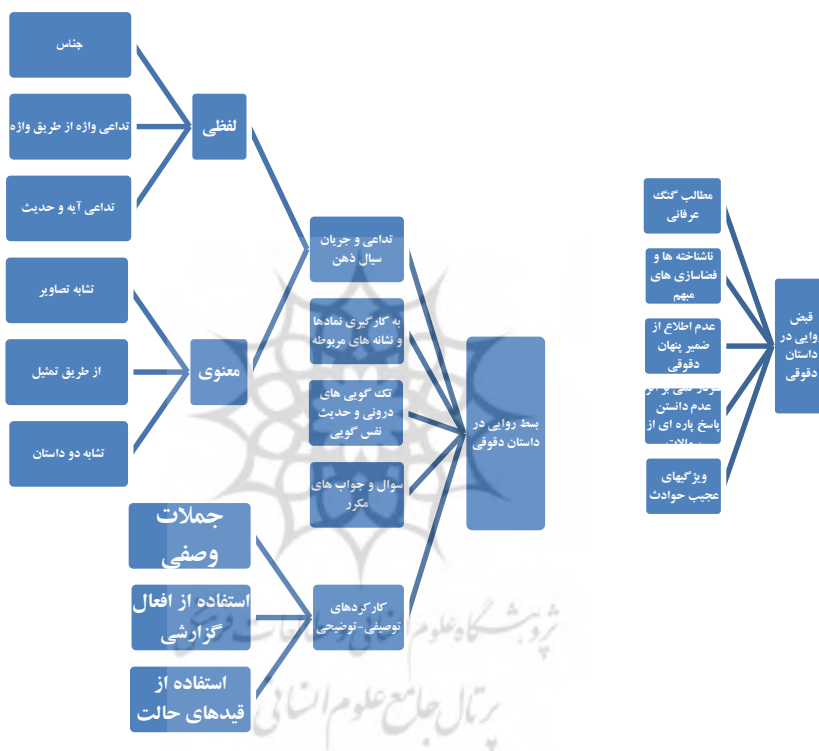 قبض
روایی در
داستان
دقوقی
مطالب گنگ
عرفانی
ناشناخته ها و
فضاسازی های
مبهم
عدم اطلاع از
ضمیر پنهان
دقوقی
عدم دانستن
پاسخ پاره ای از
ویژگیهای
عجیب حوادث
بسط روایی در
داستان دقوقی
تداعی و جریان
سیال ذهن
به کارگیری نمادها
و نشانه های مربوطه
تک گویی های
درونی و حدیث
نفس گویی
سوال و جواب های
مکرر
کارکردهای
توصیفی-توضیحی
لفظی
معنوی
جناس
تداعی واژه از طریق واژه
تداعی آیه و حدیث
تشابه تصاویر
از طریق تمثیل
تشابه دو داستان
جملات
وصفی
استفاده از افعال
گزارشی
استفاده از
قیدهای حالت
پژوهشگاه علوم انسانی و مطالعات فرهنگی
پرتال جامع علوم انسانی